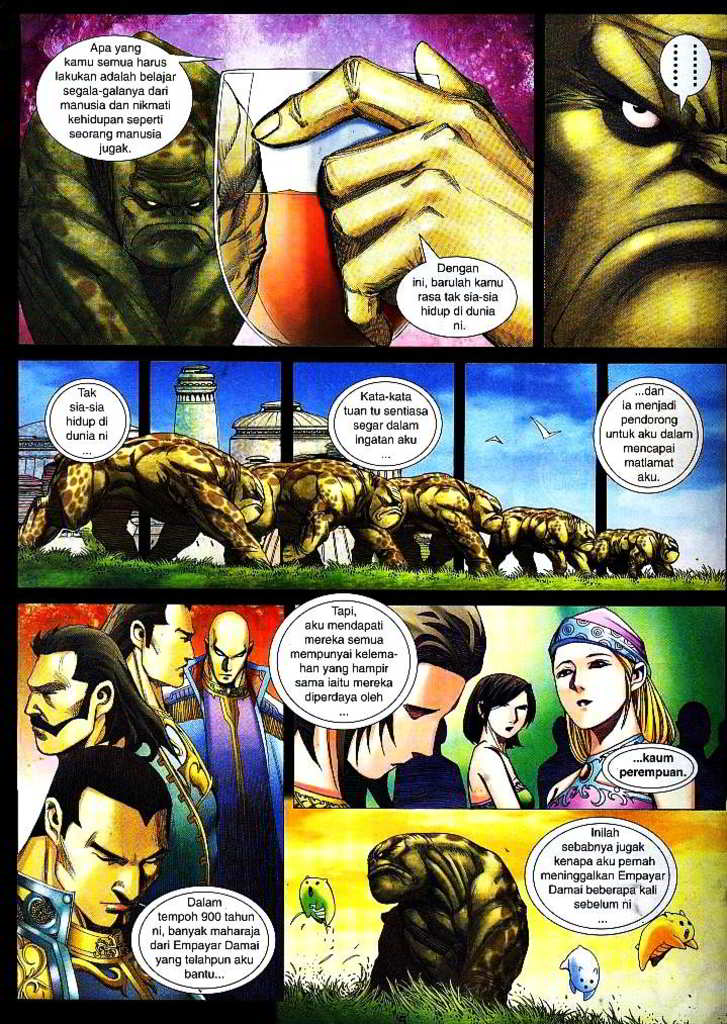 Apa yang
kamu semua harus
lakukan adalah belajar
segala-galanya dari
manusia dan nikmati
kehidupan seperti
seorang manusia
jugak.
Dengan
ini, barulah kamu
rasa tak sia-sia
hidup di dunia
ni.
Tak
sia-sia
hidup di
dunia ni
...
Kata-kata
tuan tu sentiasa
segar dalam
ingatan aku
...
...dan
ia menjadi
pendorong
untuk aku dalam
mencapai
matlamat
aku.
Dalam
tempoh 900 tahun
ni, banyak maharaja
dari Empayar Damai
yang telahpun aku
bantu...
Tapi,
aku mendapati
mereka semua
mempunyai kelema-
han yang hampir
sama iaitu mereka
diperdaya oleh
...
...kaum
perempuan.
Inilah
sebabnya jugak
kenapa aku pernah
meninggalkan Empayar
Damai beberapa kali
sebelum ni
...